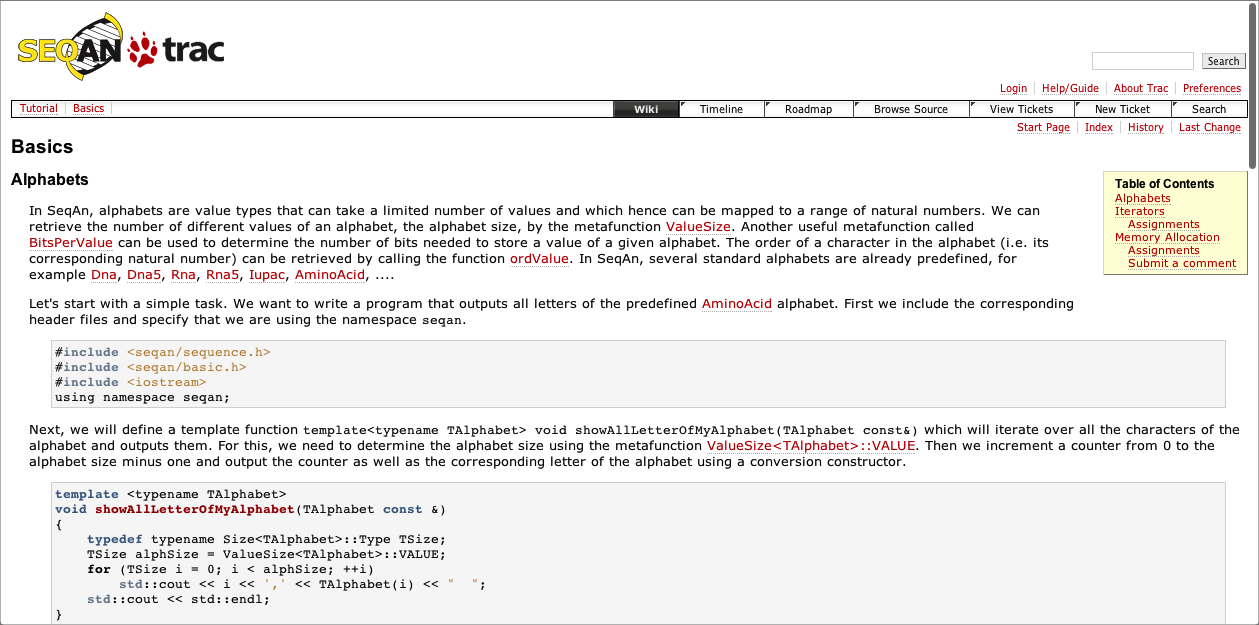 SEQAN trac
Search
Login Help/Guide About Trac Preferences
Tutorial Basics Wiki Timeline Roadmap Browse Source View Tickets New Ticket Search
Start Page Index History Last Change
Basics
Alphabets
Table of Contents
Alphabets
Iterators
Assignments
Memory Allocation
Assignments
Submit a comment
In SeqAn, alphabets are value types that can take a limited number of values and which hence can be mapped to a range of natural numbers. We can
retrieve the number of different values of an alphabet, the alphabet size, by the metafunction ValueSize. Another useful metafunction called
BitsPerValue can be used to determine the number of bits needed to store a value of a given alphabet. The order of a character in the alphabet (i.e. its
corresponding natural number) can be retrieved by calling the function ordValue. In SeqAn, several standard alphabets are already predefined, for
example Dna, Dna5, Rna, Rna5, Iupac, AminoAcid, ....
Let's start with a simple task. We want to write a program that outputs all letters of the predefined AminoAcid alphabet. First we include the corresponding
header files and specify that we are using the namespace seqan.
#include <seqan/sequence.h>
#include <seqan/basic.h>
#include <iostream>
using namespace seqan;
Next, we will define a template function template<typename TAlphabet> void showAllLetterOfMyAlphabet(TAlphabet const&) which will iterate over all the characters of the
alphabet and outputs them. For this, we need to determine the alphabet size using the metafunction ValueSize<TAlphabet>::VALUE. Then we increment a counter from 0 to the
alphabet size minus one and output the counter as well as the corresponding letter of the alphabet using a conversion constructor.
template <typename TAlphabet>
void showAllLetterOfMyAlphabet(TAlphabet const &)
{
    typedef typename Size<TAlphabet>::Type TSize;
    TSize alphSize = ValueSize<TAlphabet>::VALUE;
    for (TSize i = 0; i < alphSize; ++i)
        std::cout << i << ',' << TAlphabet(i) << "  ";
    std::cout << std::endl;
}